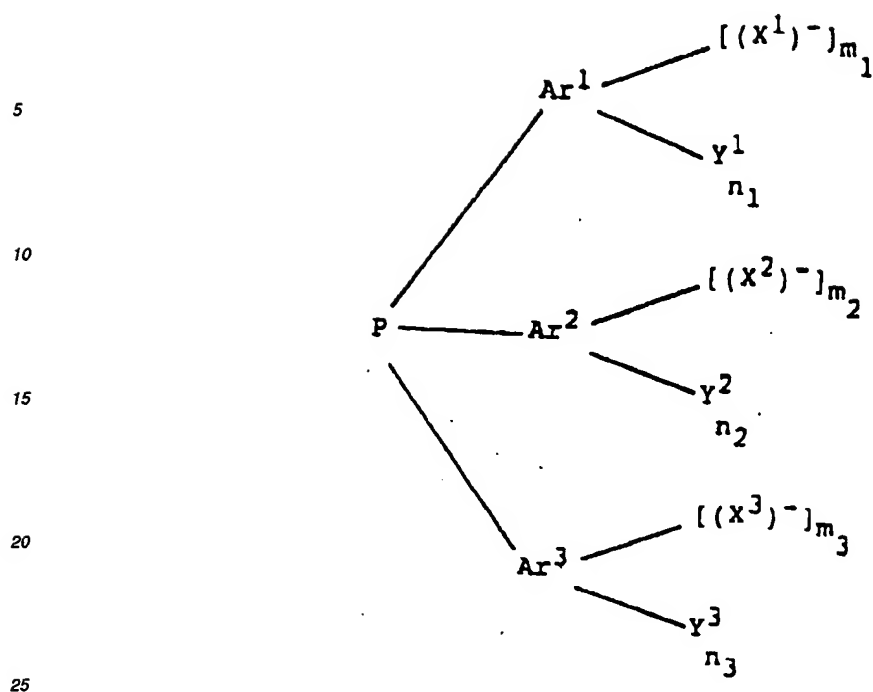 [(X¹)⁻]m₁
5 Ar¹
Y¹
n₁
10
[(X²)⁻]m₂
P Ar²
15 Y²
n₂
[(X³)⁻]m₃
20 Ar³
Y³
n₃
25